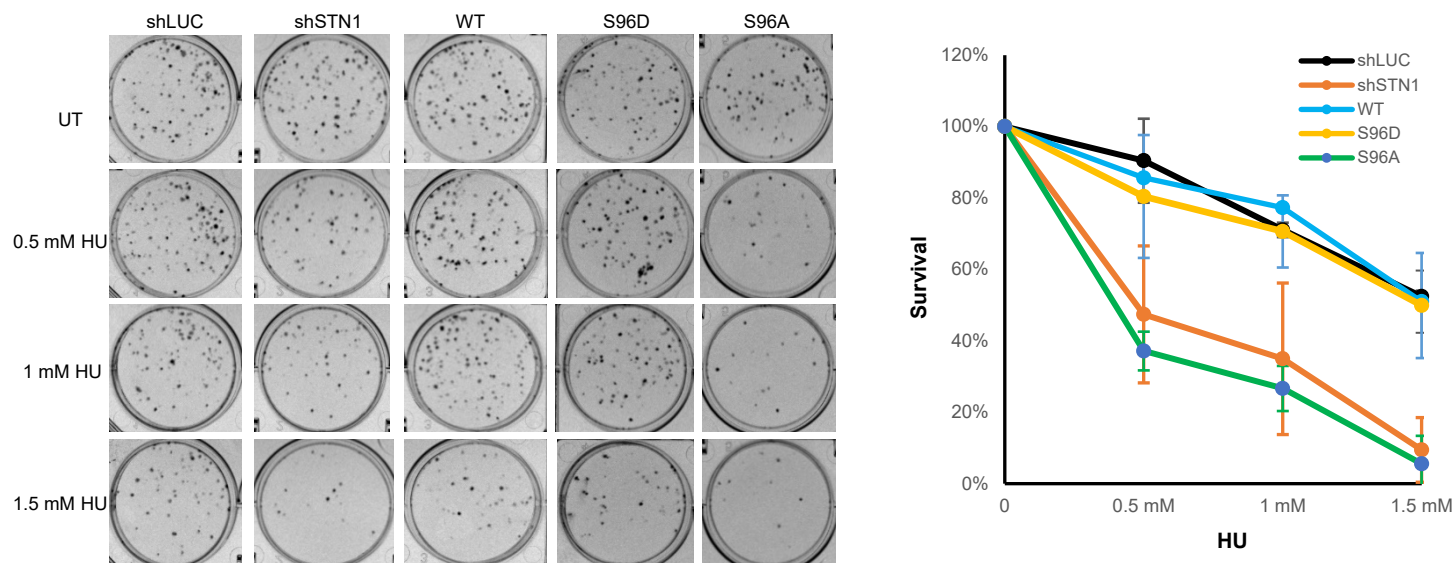 shLUC shSTN1 WT S96D S96A
UT
0.5 mM HU
1 mM HU
1.5 mM HU
120%
100%
80%
60%
40%
20%
0%
Survival
0 0.5 mM 1 mM 1.5 mM
HU
shLUC
shSTN1
WT
S96D
S96A